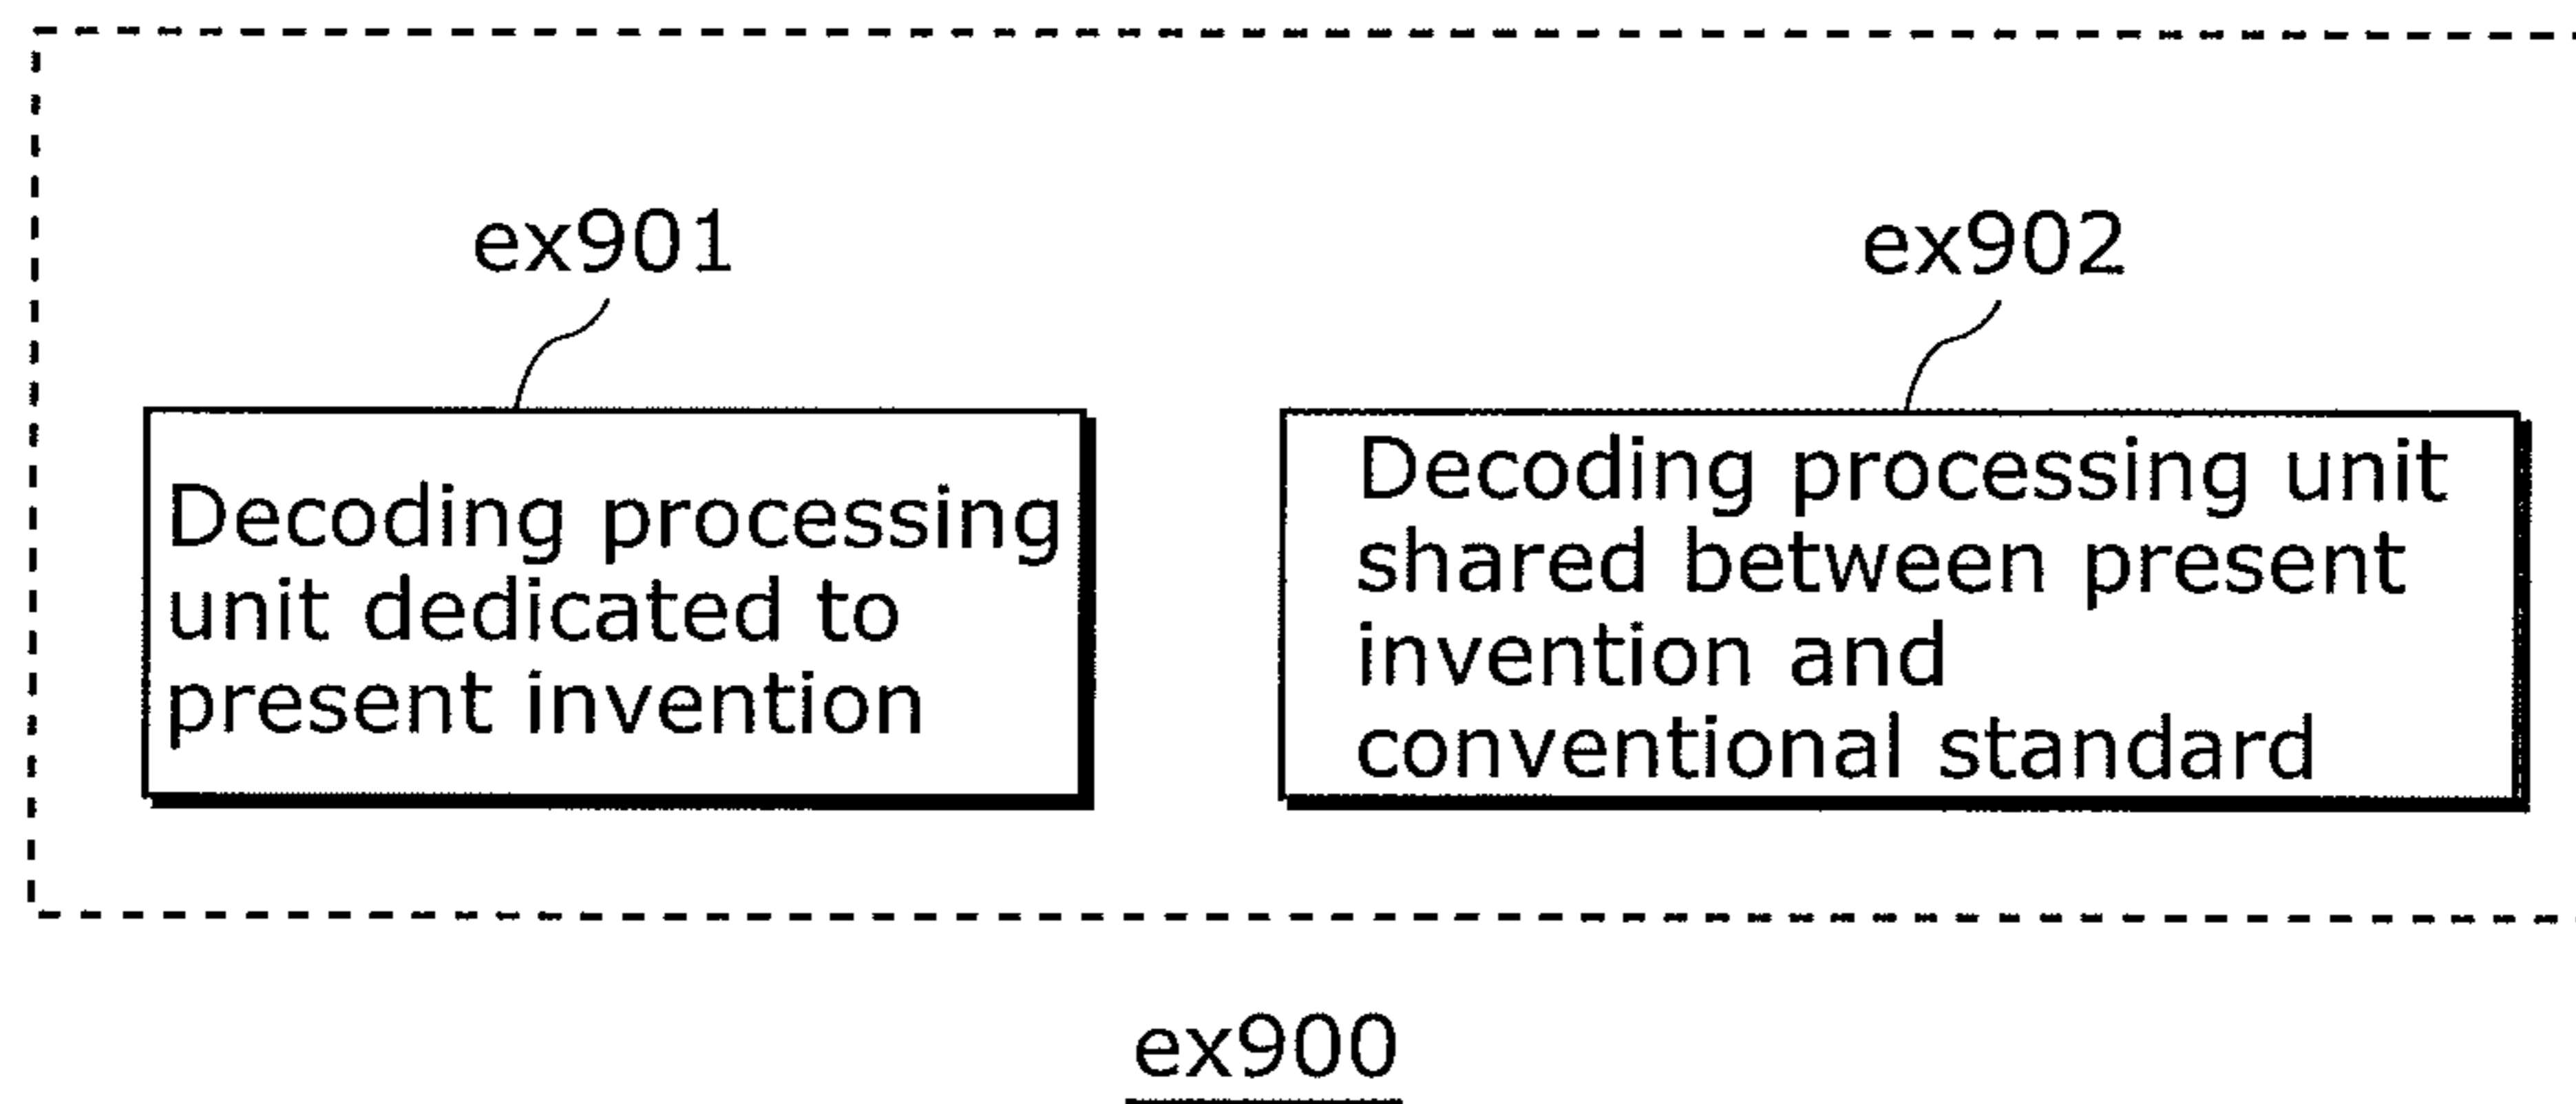 ex901
Decoding processing
unit dedicated to
present invention
ex902
Decoding processing unit
shared between present
invention and
conventional standard
ex900